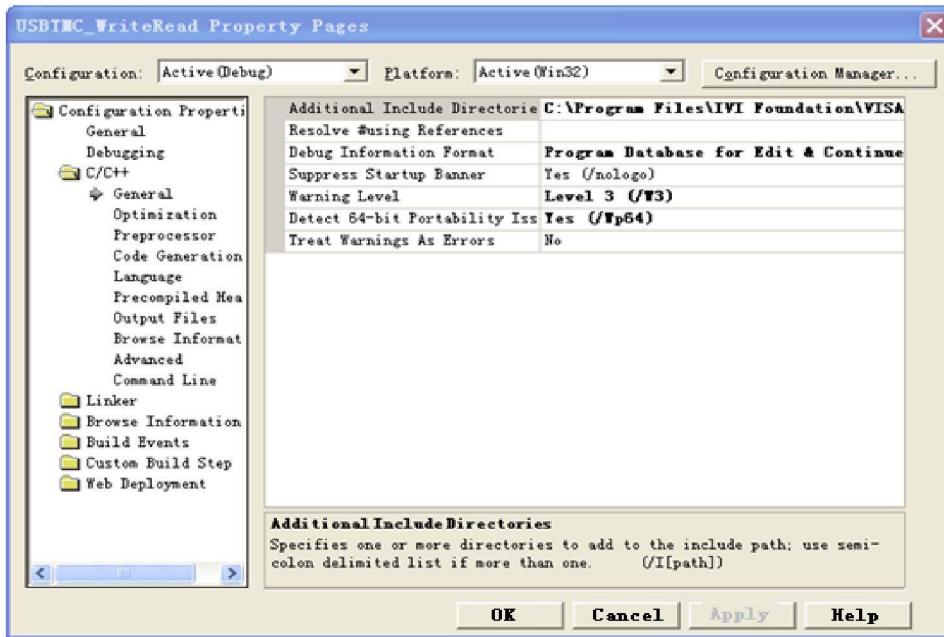 USBTMC_WriteRead Property Pages
Configuration: Active(Debug) Platform: Active(Win32) Configuration Manager...
Configuration Properti
General
Debugging
C/C++
General
Optimization
Preprocessor
Code Generation
Language
Precompiled Hea
Output Files
Browse Informat
Advanced
Command Line
Linker
Browse Information
Build Events
Custom Build Step
Web Deployment
Additional Include Directorie C:\Program Files\IVI Foundation\VISA
Resolve #using References
Debug Information Format Program Database for Edit & Continue
Suppress Startup Banner Yes (/nologo)
Warning Level Level 3 (/W3)
Detect 64-bit Portability Iss Yes (/Wp64)
Treat Warnings As Errors No
Additional Include Directories
Specifies one or more directories to add to the include path; use semi-
colon delimited list if more than one. (/I[path])
OK Cancel Apply Help